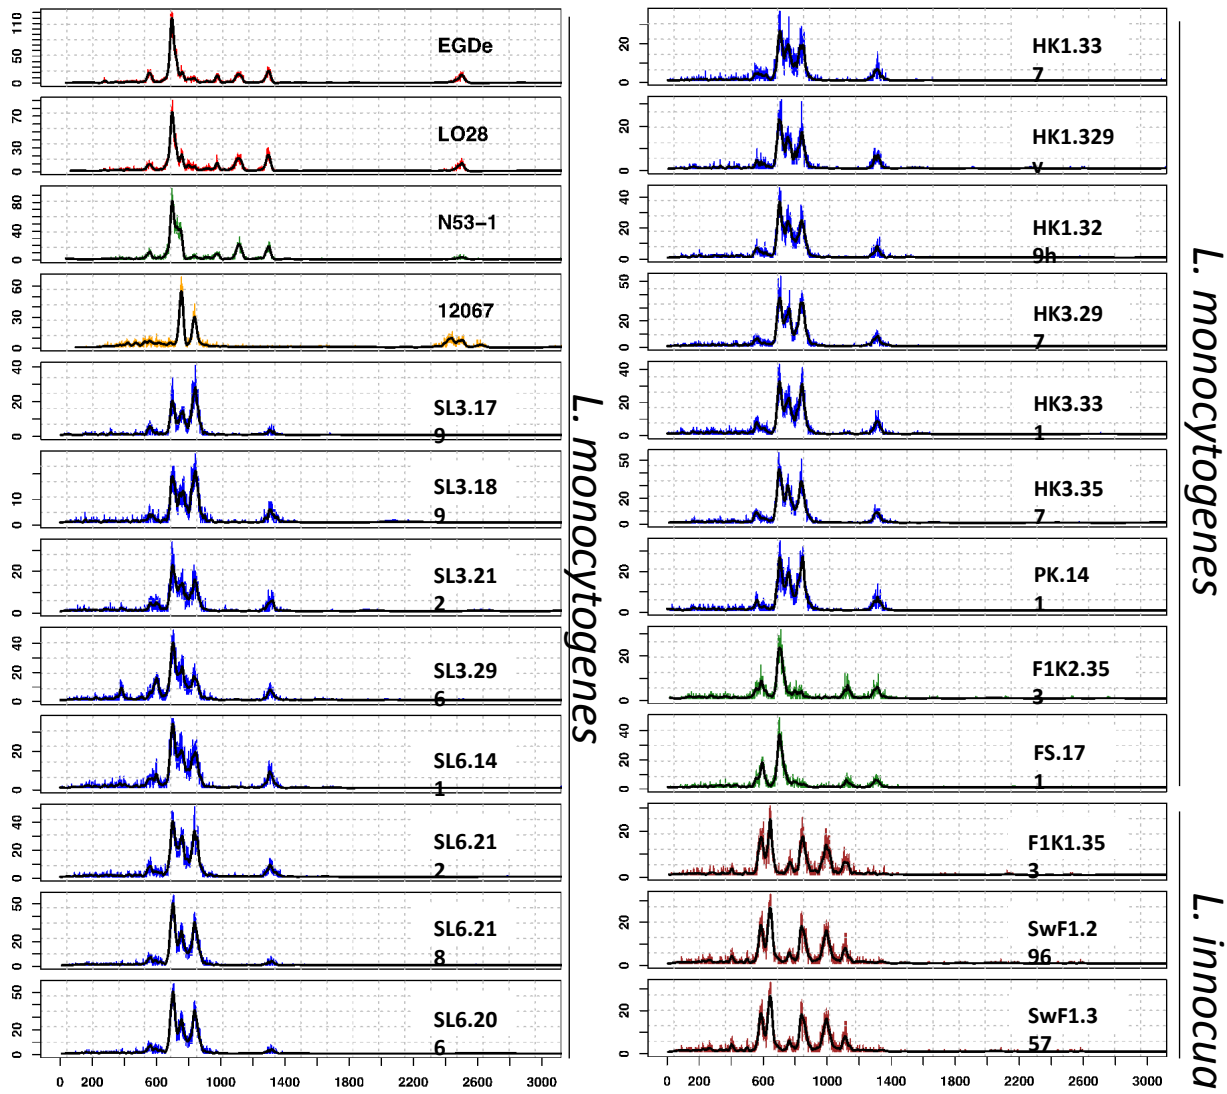 110
50
0
EGDe
70
30
0
LO28
80
40
0
N53−1
60
30
0
12067
40
20
0
SL3.17
9
10
0
SL3.18
9
20
0
SL3.21
2
40
20
0
SL3.29
6
20
0
SL6.14
1
40
20
0
SL6.21
2
50
20
0
SL6.21
8
50
20
0
SL6.20
6
0 200 600 1000 1400 2200 2600 3000
L. monocytogenes
20
0
HK1.33
7
20
0
HK1.329
v
40
20
0
HK1.32
9h
50
20
0
HK3.29
7
40
20
0
HK3.33
1
50
20
0
HK3.35
7
20
0
PK.14
1
20
0
F1K2.35
3
40
20
0
FS.17
1
20
0
F1K1.35
3
20
0
SwF1.2
96
20
0
SwF1.3
57
0 200 600 1000 1400 2200 2600 3000
L. monocytogenes
L. innocua